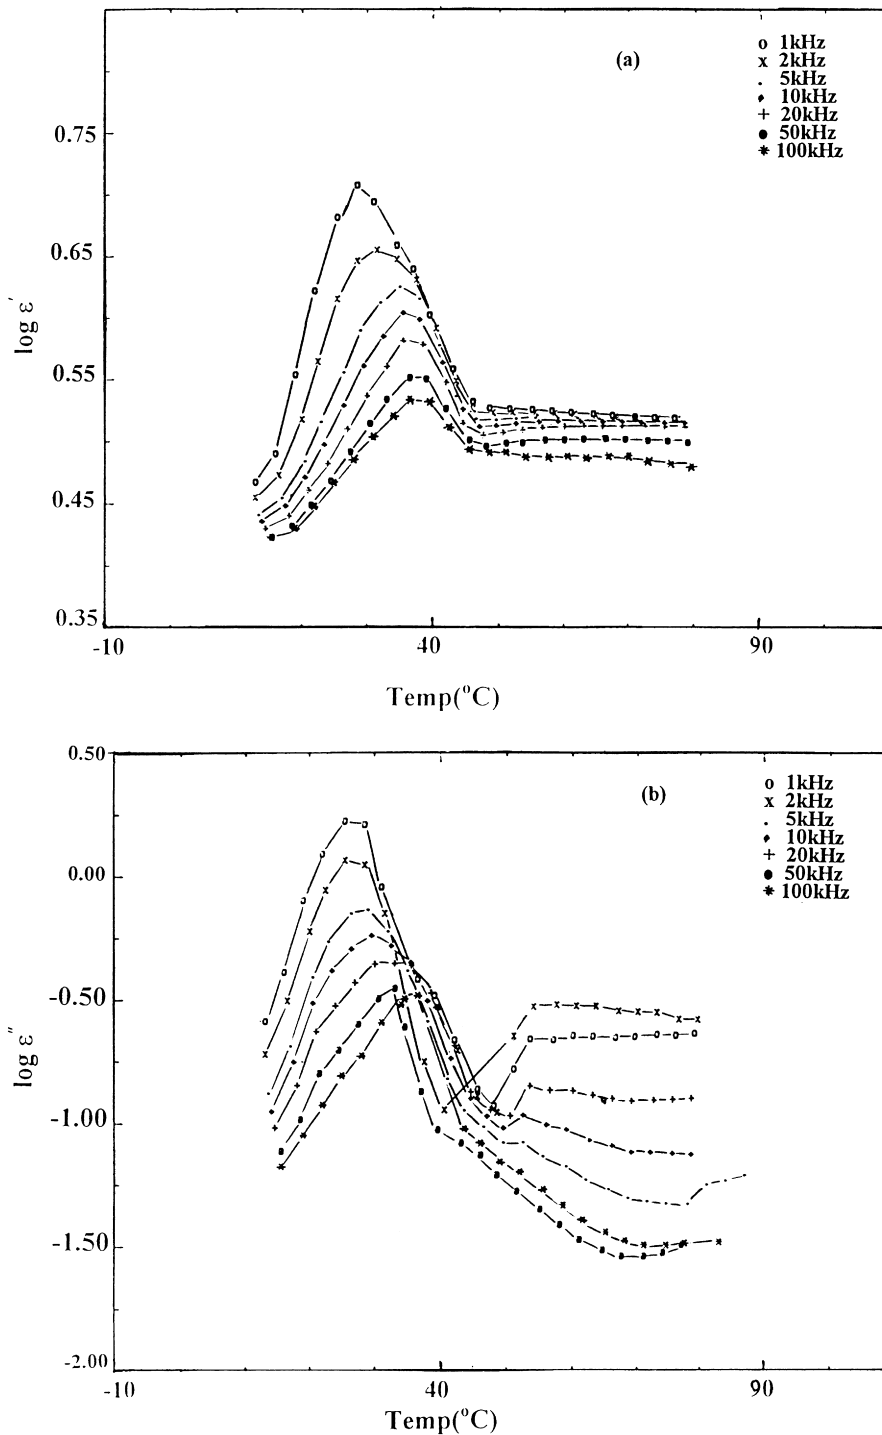 (a)
o 1kHz
x 2kHz
. 5kHz
♦ 10kHz
+ 20kHz
● 50kHz
* 100kHz
0.75
0.65
0.55
0.45
0.35
log ε'
-10 40 90
Temp(°C)
(b)
o 1kHz
x 2kHz
. 5kHz
♦ 10kHz
+ 20kHz
● 50kHz
* 100kHz
0.50
0.00
-0.50
-1.00
-1.50
-2.00
log ε"
-10 40 90
Temp(°C)